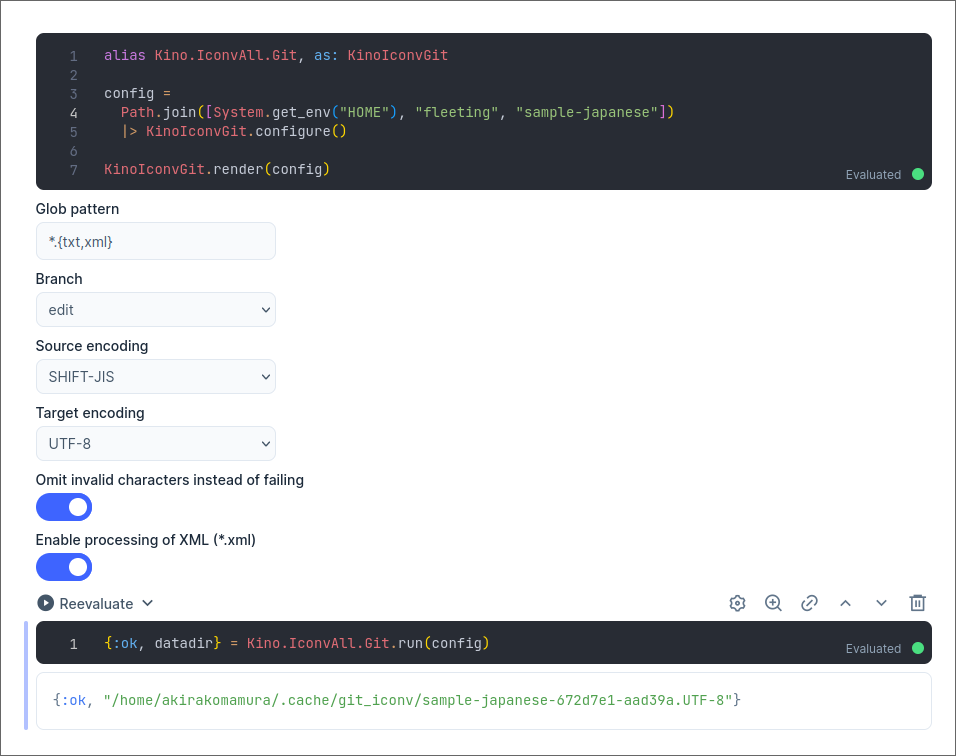 1 alias Kino.IconvAll.Git, as: KinoIconvGit
2
3 config =
4 Path.join([System.get_env("HOME"), "fleeting", "sample-japanese"])
5 |> KinoIconvGit.configure()
6
7 KinoIconvGit.render(config)
Evaluated
Glob pattern
*.{txt,xml}
Branch
edit
Source encoding
SHIFT-JIS
Target encoding
UTF-8
Omit invalid characters instead of failing
Enable processing of XML (*.xml)
Reevaluate
1 {:ok, datadir} = Kino.IconvAll.Git.run(config)
Evaluated
{:ok, "/home/akirakomamura/.cache/git_iconv/sample-japanese-672d7e1-aad39a.UTF-8"}